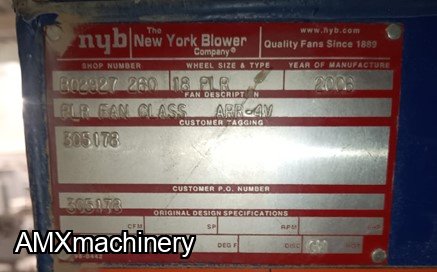 nyb The New York Blower Company®
www.nyb.com
Quality Fans Since 1889
SHOP NUMBER WHEEL SIZE & TYPE YEAR OF MANUFACTURE
18 PLR 2006
FAN DESCRIPTION
PLR FAN CLASS ARR-4V
CUSTOMER TAGGING
305178
CUSTOMER P.O. NUMBER
305178
ORIGINAL DESIGN SPECIFICATIONS
CFM SP RPM
DEG F
AMXmachinery